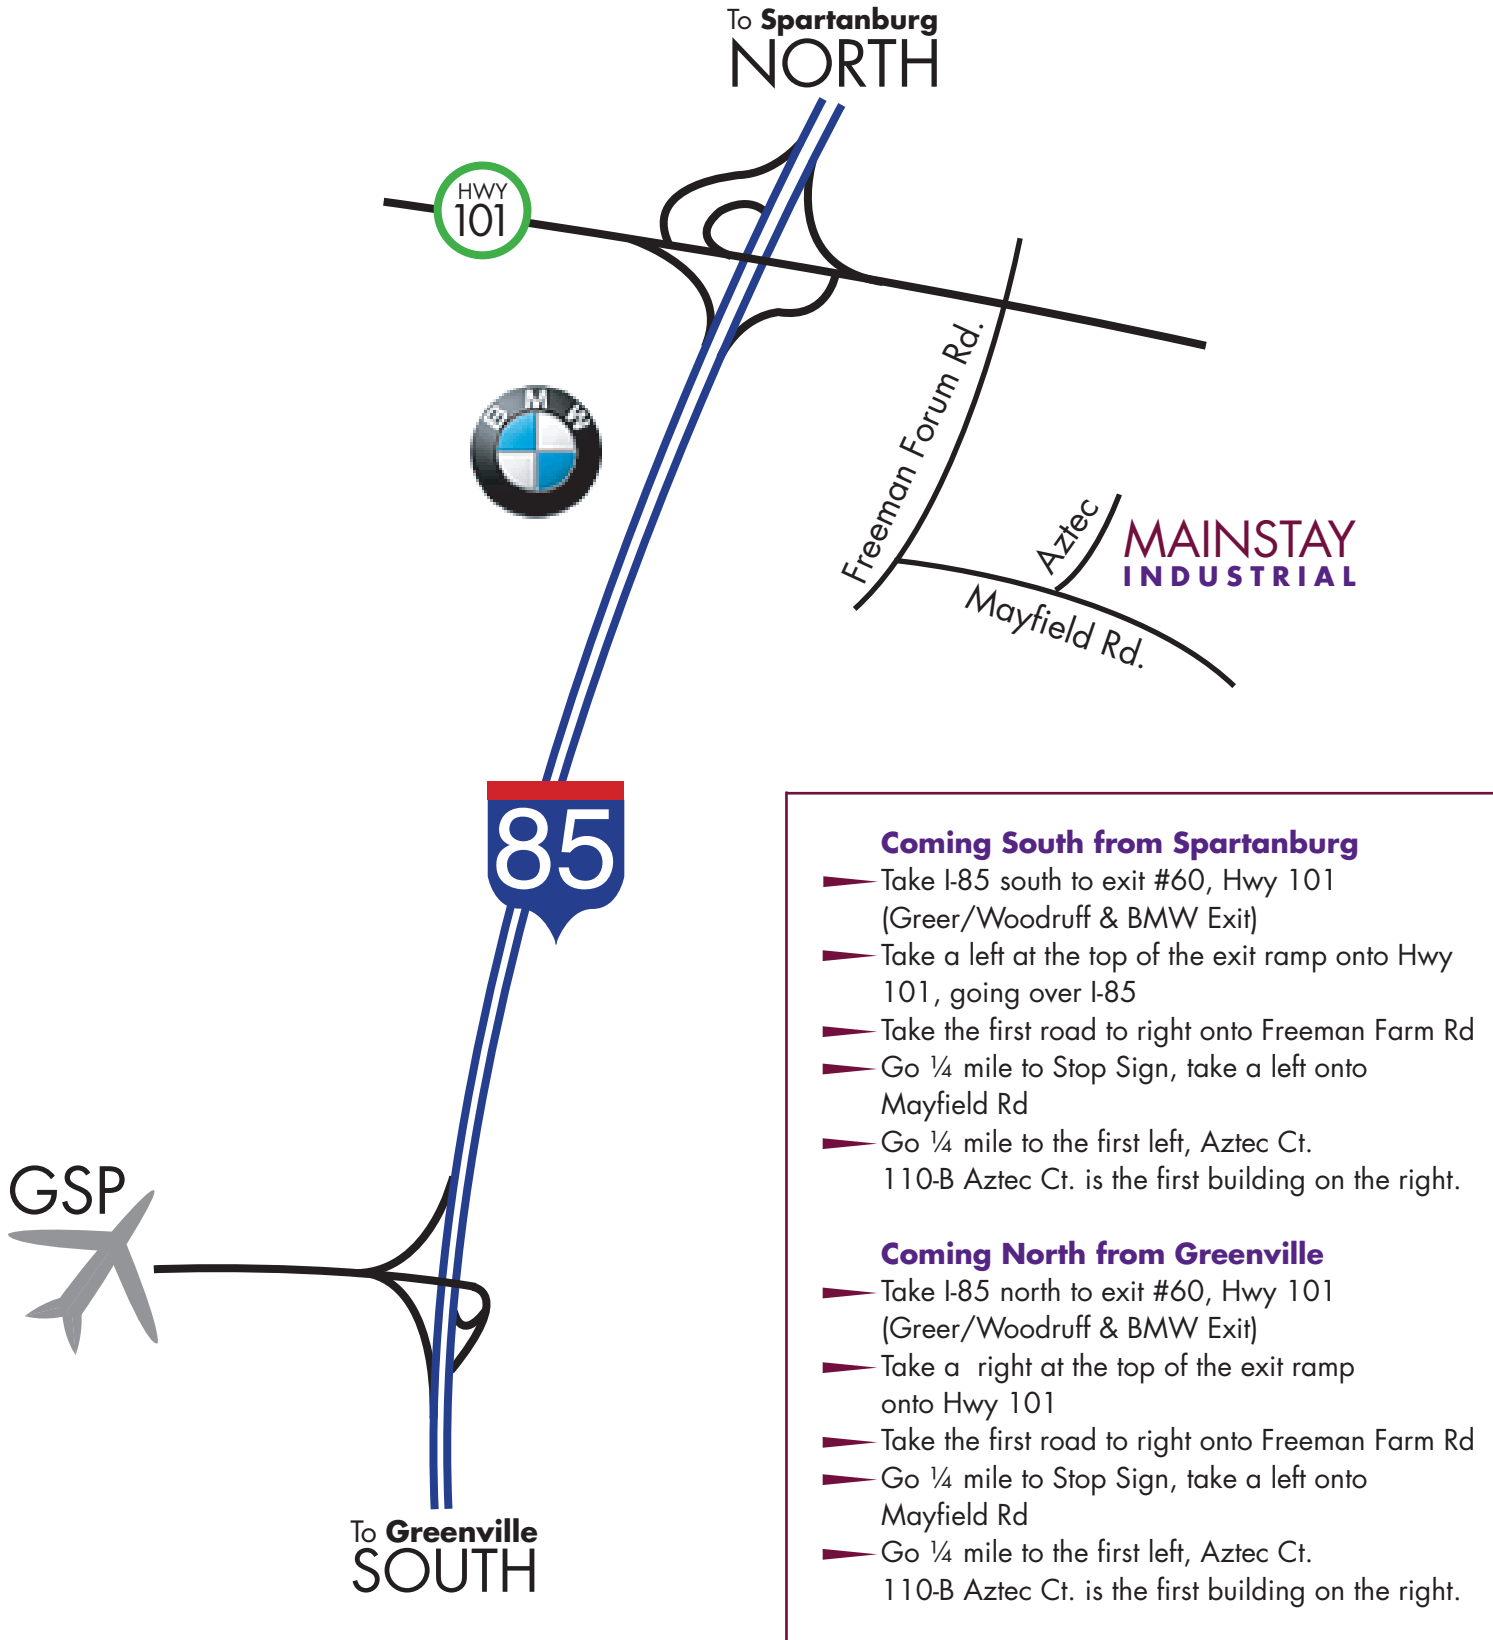 To Spartanburg
NORTH
HWY
101
BMW
Freeman Forum Rd.
Aztec
MAINSTAY
INDUSTRIAL
Mayfield Rd.
85
Coming South from Spartanburg
Take I-85 south to exit #60, Hwy 101
(Greer/Woodruff & BMW Exit)
Take a left at the top of the exit ramp onto Hwy
101, going over I-85
Take the first road to right onto Freeman Farm Rd
Go ¼ mile to Stop Sign, take a left onto
Mayfield Rd
Go ¼ mile to the first left, Aztec Ct.
110-B Aztec Ct. is the first building on the right.
GSP
Coming North from Greenville
Take I-85 north to exit #60, Hwy 101
(Greer/Woodruff & BMW Exit)
Take a  right at the top of the exit ramp
onto Hwy 101
Take the first road to right onto Freeman Farm Rd
Go ¼ mile to Stop Sign, take a left onto
Mayfield Rd
Go ¼ mile to the first left, Aztec Ct.
110-B Aztec Ct. is the first building on the right.
To Greenville
SOUTH